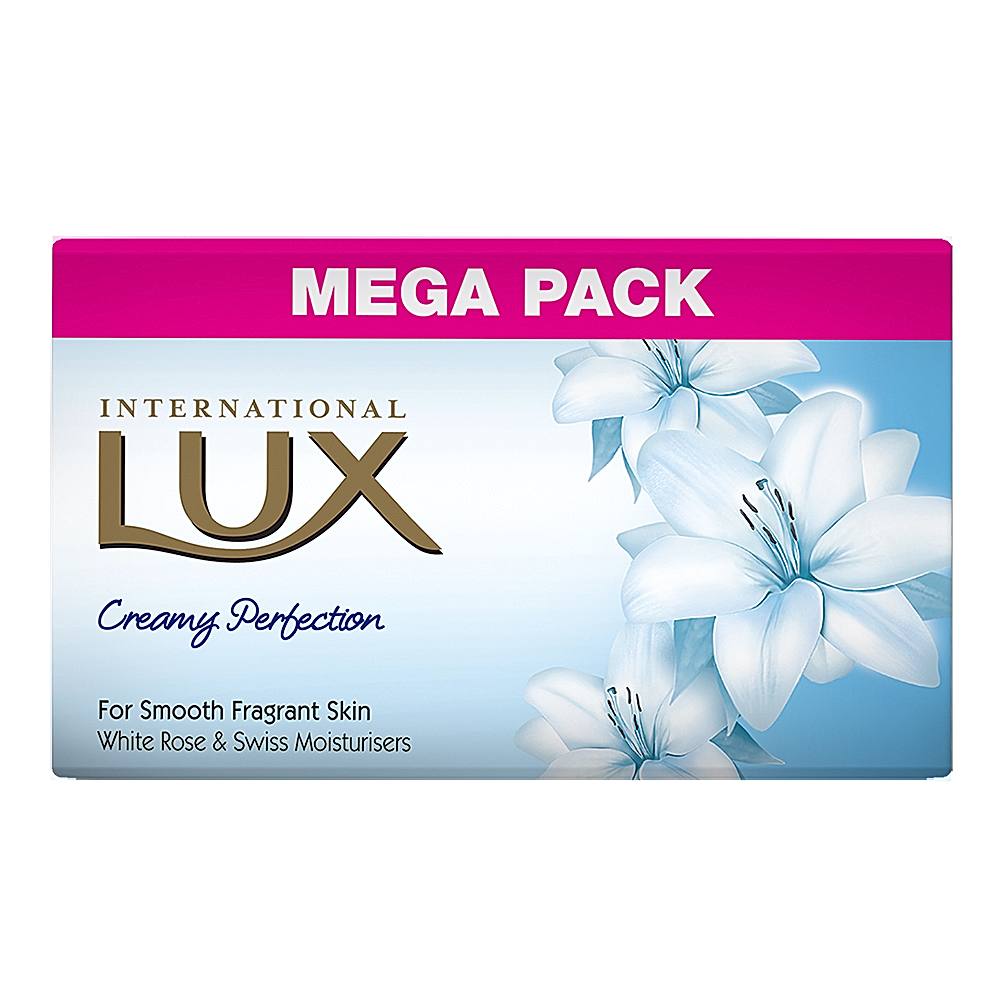 MEGA PACK
INTERNATIONAL
LUX
Creamy Perfection
For Smooth Fragrant Skin
White Rose & Swiss Moisturisers